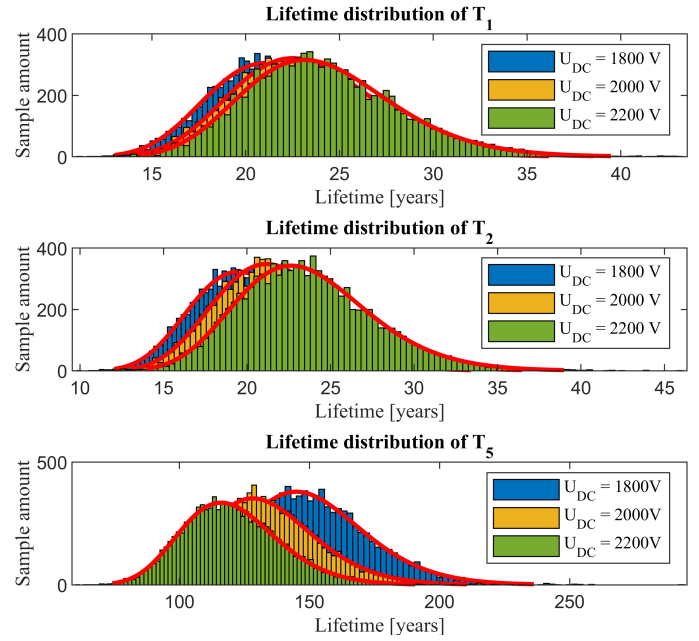 Lifetime distribution of T1
400
200
0
Sample amount
15 20 25 30 35 40
Lifetime [years]
UDC = 1800 V
UDC = 2000 V
UDC = 2200 V
Lifetime distribution of T2
400
200
0
Sample amount
10 15 20 25 30 35 40 45
Lifetime [years]
UDC = 1800 V
UDC = 2000 V
UDC = 2200 V
Lifetime distribution of T5
500
0
Sample amount
100 150 200 250
Lifetime [years]
UDC = 1800V
UDC = 2000V
UDC = 2200V